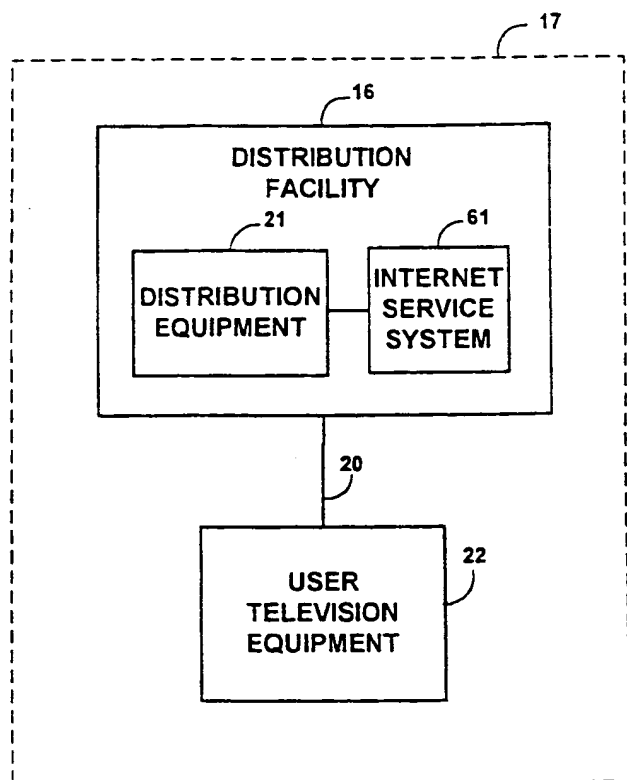 17
16
DISTRIBUTION
FACILITY
21
61
DISTRIBUTION
EQUIPMENT
INTERNET
SERVICE
SYSTEM
20
22
USER
TELEVISION
EQUIPMENT